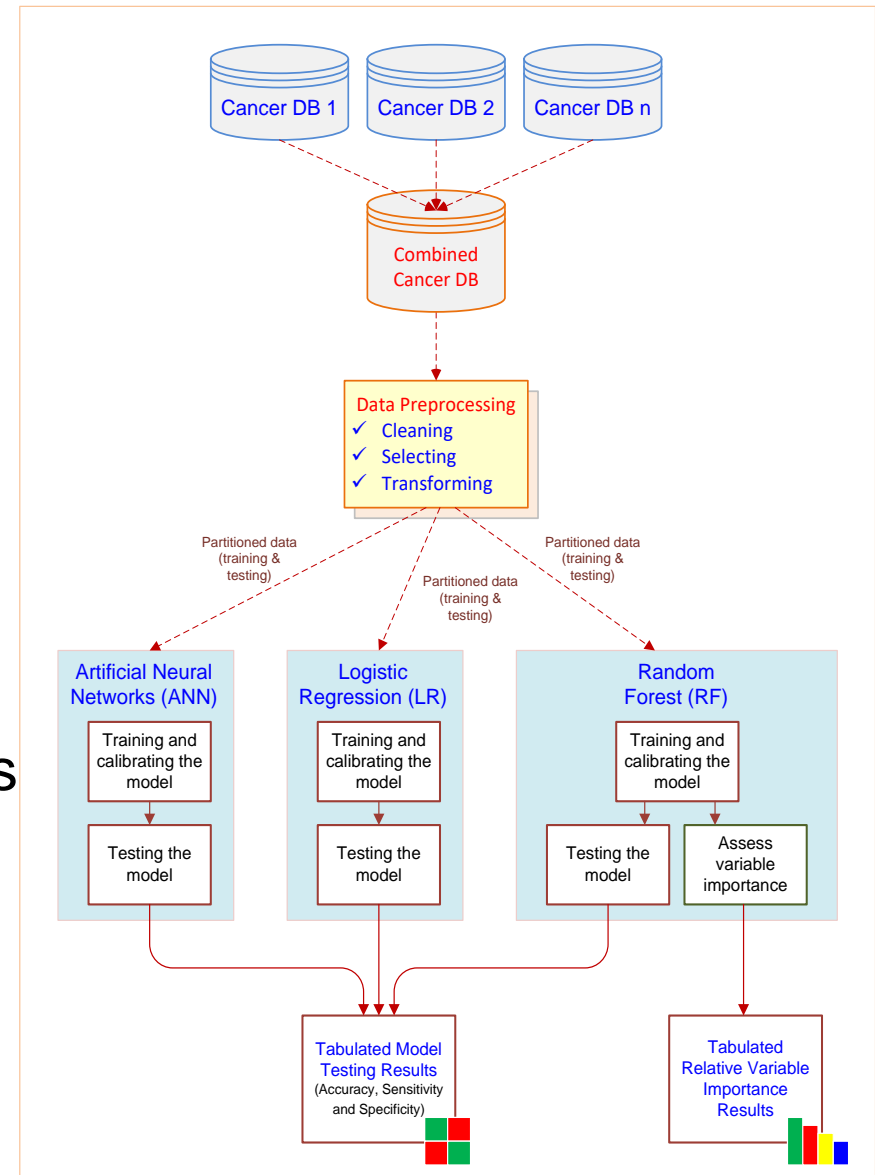 Cancer DB 1
Cancer DB 2
Cancer DB n
Combined
Cancer DB
Data Preprocessing
✓ Cleaning
✓ Selecting
✓ Transforming
Partitioned data
(training &
testing)
Partitioned data
(training &
testing)
Partitioned data
(training &
testing)
Artificial Neural
Networks (ANN)
Training and
calibrating the
model
Testing the
model
Logistic
Regression (LR)
Training and
calibrating the
model
Testing the
model
Random
Forest (RF)
Training and
calibrating the
model
Testing the
model
Assess
variable
importance
s
Tabulated Model
Testing Results
(Accuracy, Sensitivity
and Specificity)
Tabulated
Relative Variable
Importance
Results